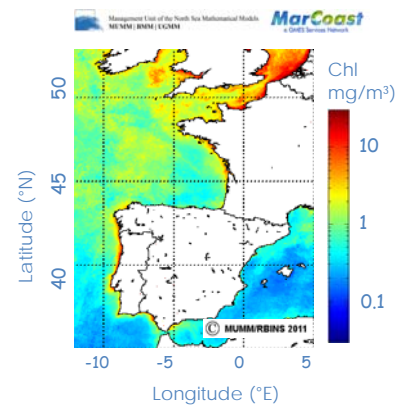 Management Unit of the North Sea Mathematical Models
MUMM | BMM | UGMM
MarCoast
a GMES Services Network
Chl
mg/m³)
50
45
40
10
1
0.1
Latitude (°N)
© MUMM/RBINS 2011
-10
-5
0
5
Longitude (°E)